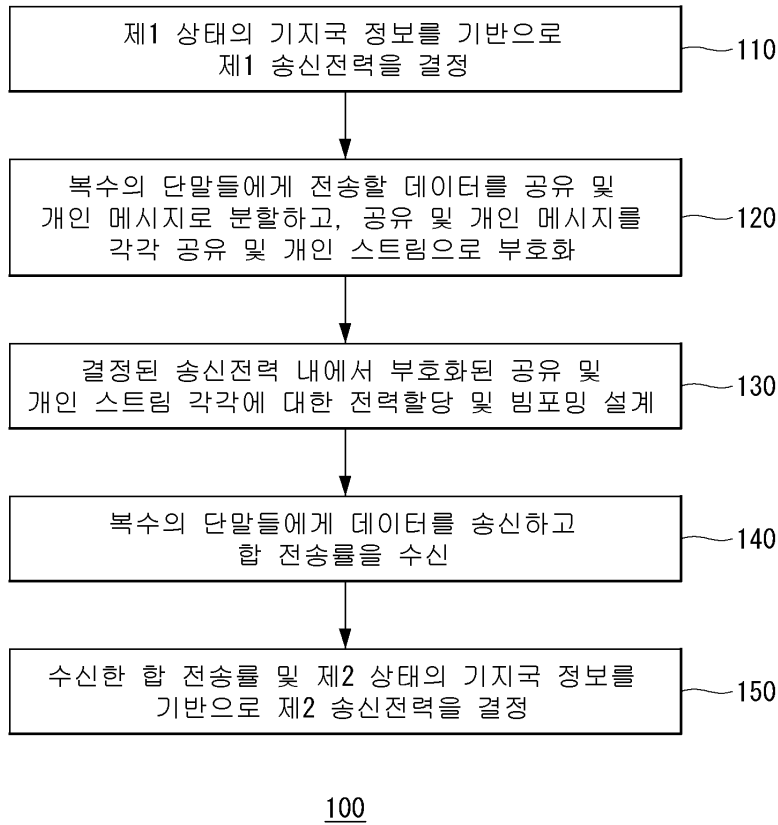 제1 상태의 기지국 정보를 기반으로
제1 송신전력을 결정
110
복수의 단말들에게 전송할 데이터를 공유 및
개인 메시지로 분할하고, 공유 및 개인 메시지를
각각 공유 및 개인 스트림으로 부호화
120
결정된 송신전력 내에서 부호화된 공유 및
개인 스트림 각각에 대한 전력할당 및 빔포밍 설계
130
복수의 단말들에게 데이터를 송신하고
합 전송률을 수신
140
수신한 합 전송률 및 제2 상태의 기지국 정보를
기반으로 제2 송신전력을 결정
150
100